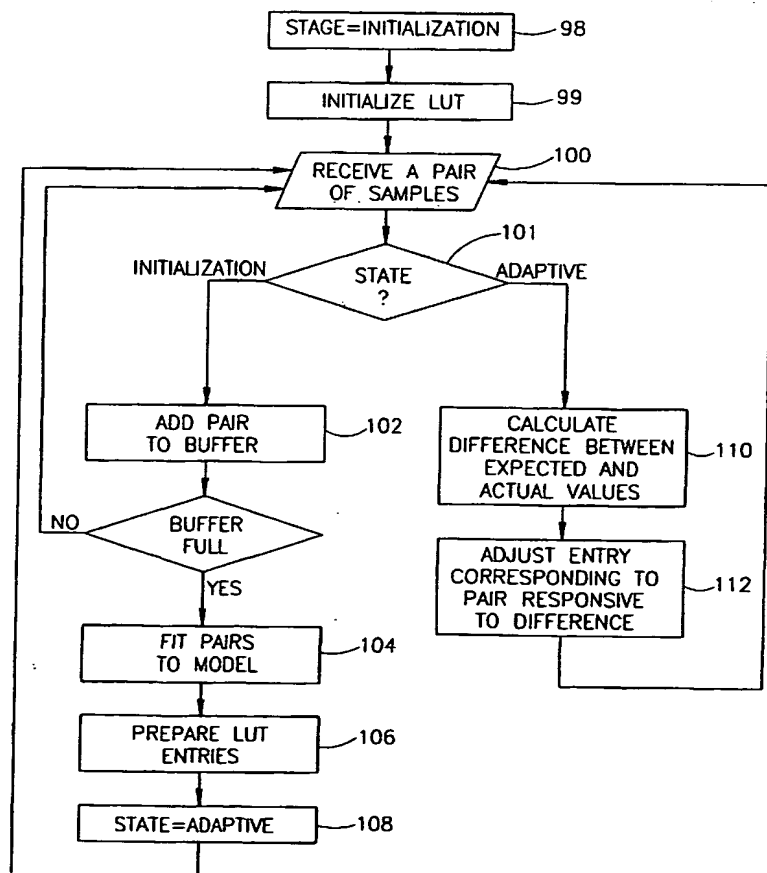 STAGE=INITIALIZATION
98
INITIALIZE LUT
99
RECEIVE A PAIR
OF SAMPLES
100
101
INITIALIZATION
STATE
?
ADAPTIVE
ADD PAIR
TO BUFFER
102
CALCULATE
DIFFERENCE BETWEEN
EXPECTED AND
ACTUAL VALUES
110
NO
BUFFER
FULL
YES
ADJUST ENTRY
CORRESPONDING TO
PAIR RESPONSIVE
TO DIFFERENCE
112
FIT PAIRS
TO MODEL
104
PREPARE LUT
ENTRIES
106
STATE=ADAPTIVE
108